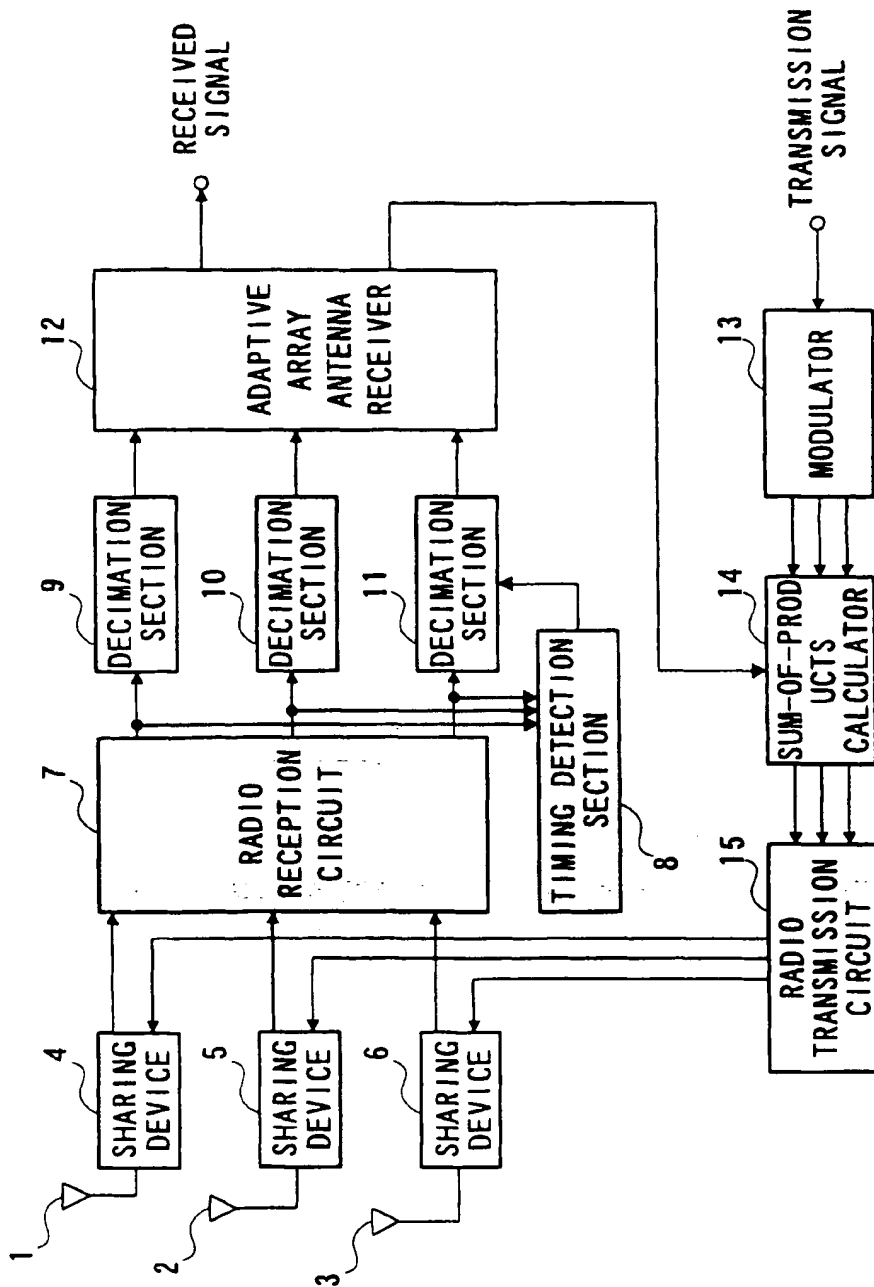 1
2
3
4
SHARING
DEVICE
5
SHARING
DEVICE
6
SHARING
DEVICE
7
RADIO
RECEPTION
CIRCUIT
TIMING DETECTION
SECTION
8
9
DECIMATION
SECTION
10
DECIMATION
SECTION
11
DECIMATION
SECTION
12
ADAPTIVE
ARRAY
ANTENNA
RECEIVER
RECEIVED
SIGNAL
TRANSMISSION
SIGNAL
13
MODULATOR
14
SUM-OF-PROD
UCTS
CALCULATOR
15
RADIO
TRANSMISSION
CIRCUIT